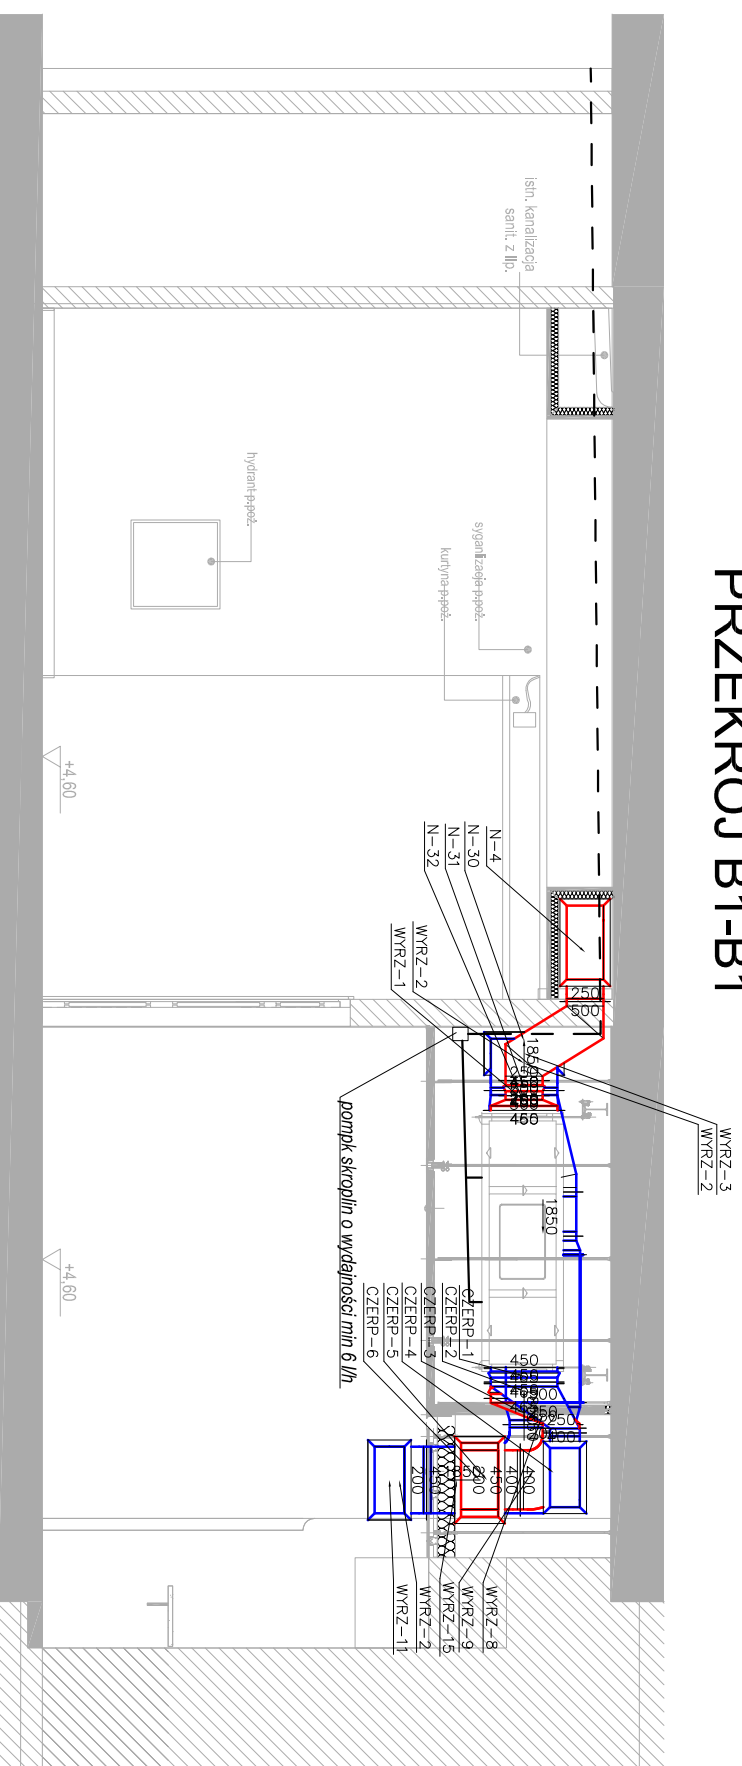 PRZEKRÓJ B1-B1
istn. kanalizacja
sanit. z IIp.
hydrant p.poż.
syganlizacja p.poż.
kurtyna p.poż.
+4,60
+4,60
N-4
N-30
N-31
N-32
WYRZ-2
WYRZ-1
WYRZ-3
WYRZ-2
250
500
1850
450
1850
pompk skroplin o wydajności min 6 l/h
CZERP-1
CZERP-2
CZERP-3
CZERP-4
CZERP-5
CZERP-6
450
250
400
400
450
200
WYRZ-8
WYRZ-9
WYRZ-15
WYRZ-2
WYRZ-11